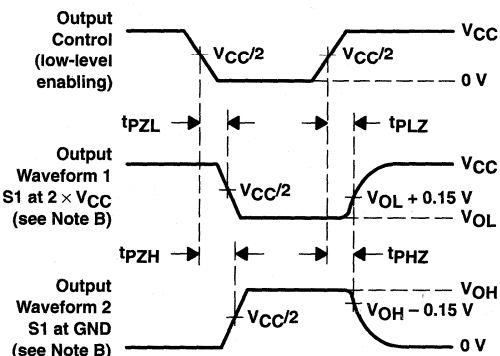 Output
Control
(low-level
enabling)
VCC/2
VCC/2
VCC
0 V
tPZL
tPLZ
Output
Waveform 1
S1 at 2 × VCC
(see Note B)
VCC/2
VCC
VOL + 0.15 V
VOL
tPZH
tPHZ
Output
Waveform 2
S1 at GND
(see Note B)
VCC/2
VOH
VOH − 0.15 V
0 V